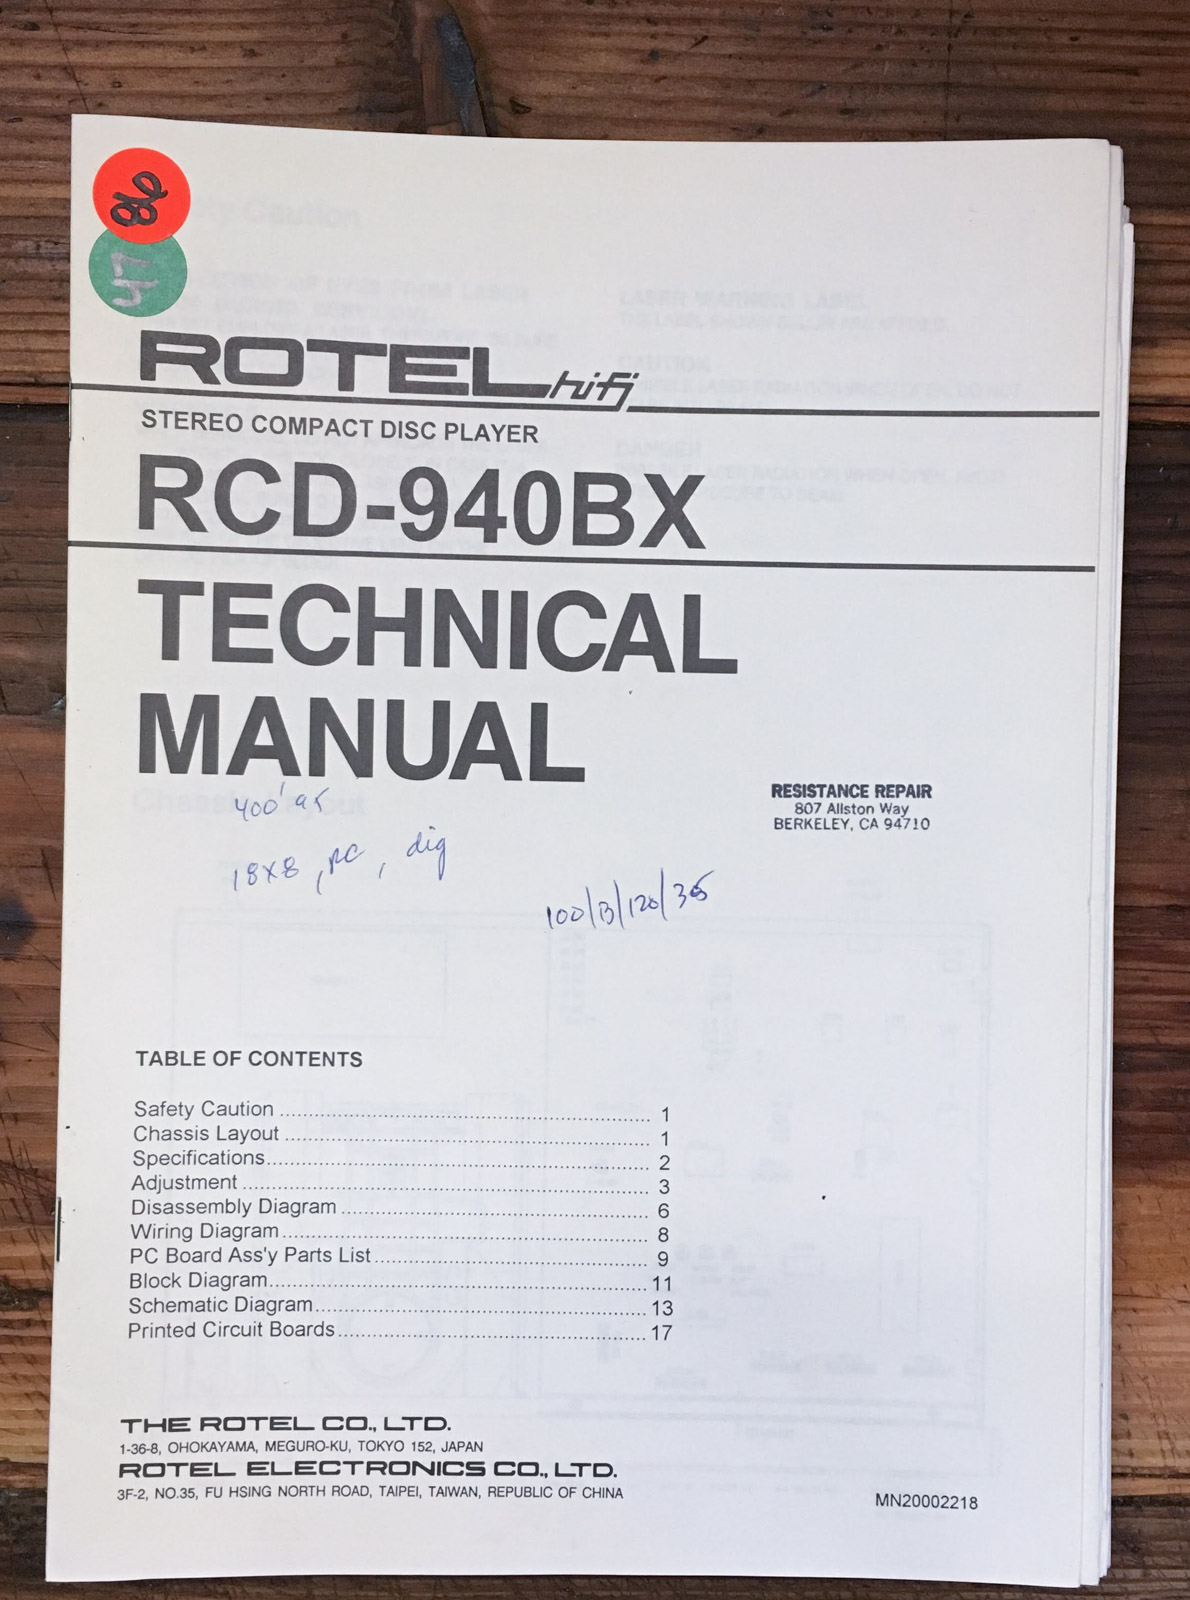 86
47
ROTEL hifi
STEREO COMPACT DISC PLAYER
RCD-940BX
TECHNICAL
MANUAL
400' 95
18x8, pc, dig
RESISTANCE REPAIR
807 Allston Way
BERKELEY, CA 94710
100/B/120/365
TABLE OF CONTENTS
Safety Caution ........ 1
Chassis Layout ........ 1
Specifications ........ 2
Adjustment ........ 3
Disassembly Diagram ........ 6
Wiring Diagram ........ 8
PC Board Ass'y Parts List ........ 9
Block Diagram ........ 11
Schematic Diagram ........ 13
Printed Circuit Boards ........ 17
THE ROTEL CO., LTD.
1-36-8, OHOKAYAMA, MEGURO-KU, TOKYO 152, JAPAN
ROTEL ELECTRONICS CO., LTD.
3F-2, NO.35, FU HSING NORTH ROAD, TAIPEI, TAIWAN, REPUBLIC OF CHINA
MN20002218